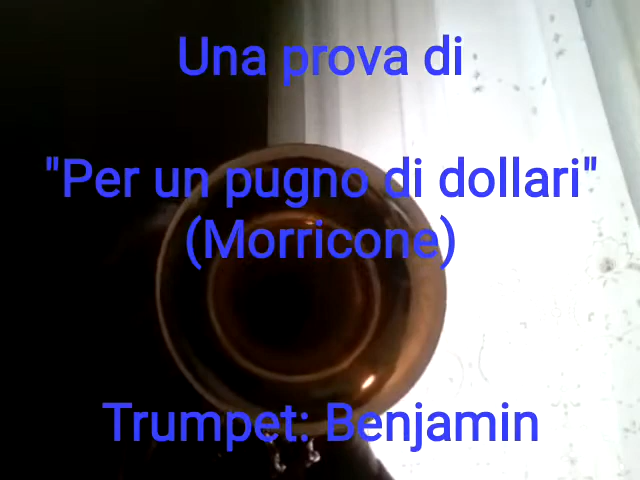 Una prova di
"Per un pugno di dollari"
(Morricone)
Trumpet: Benjamin